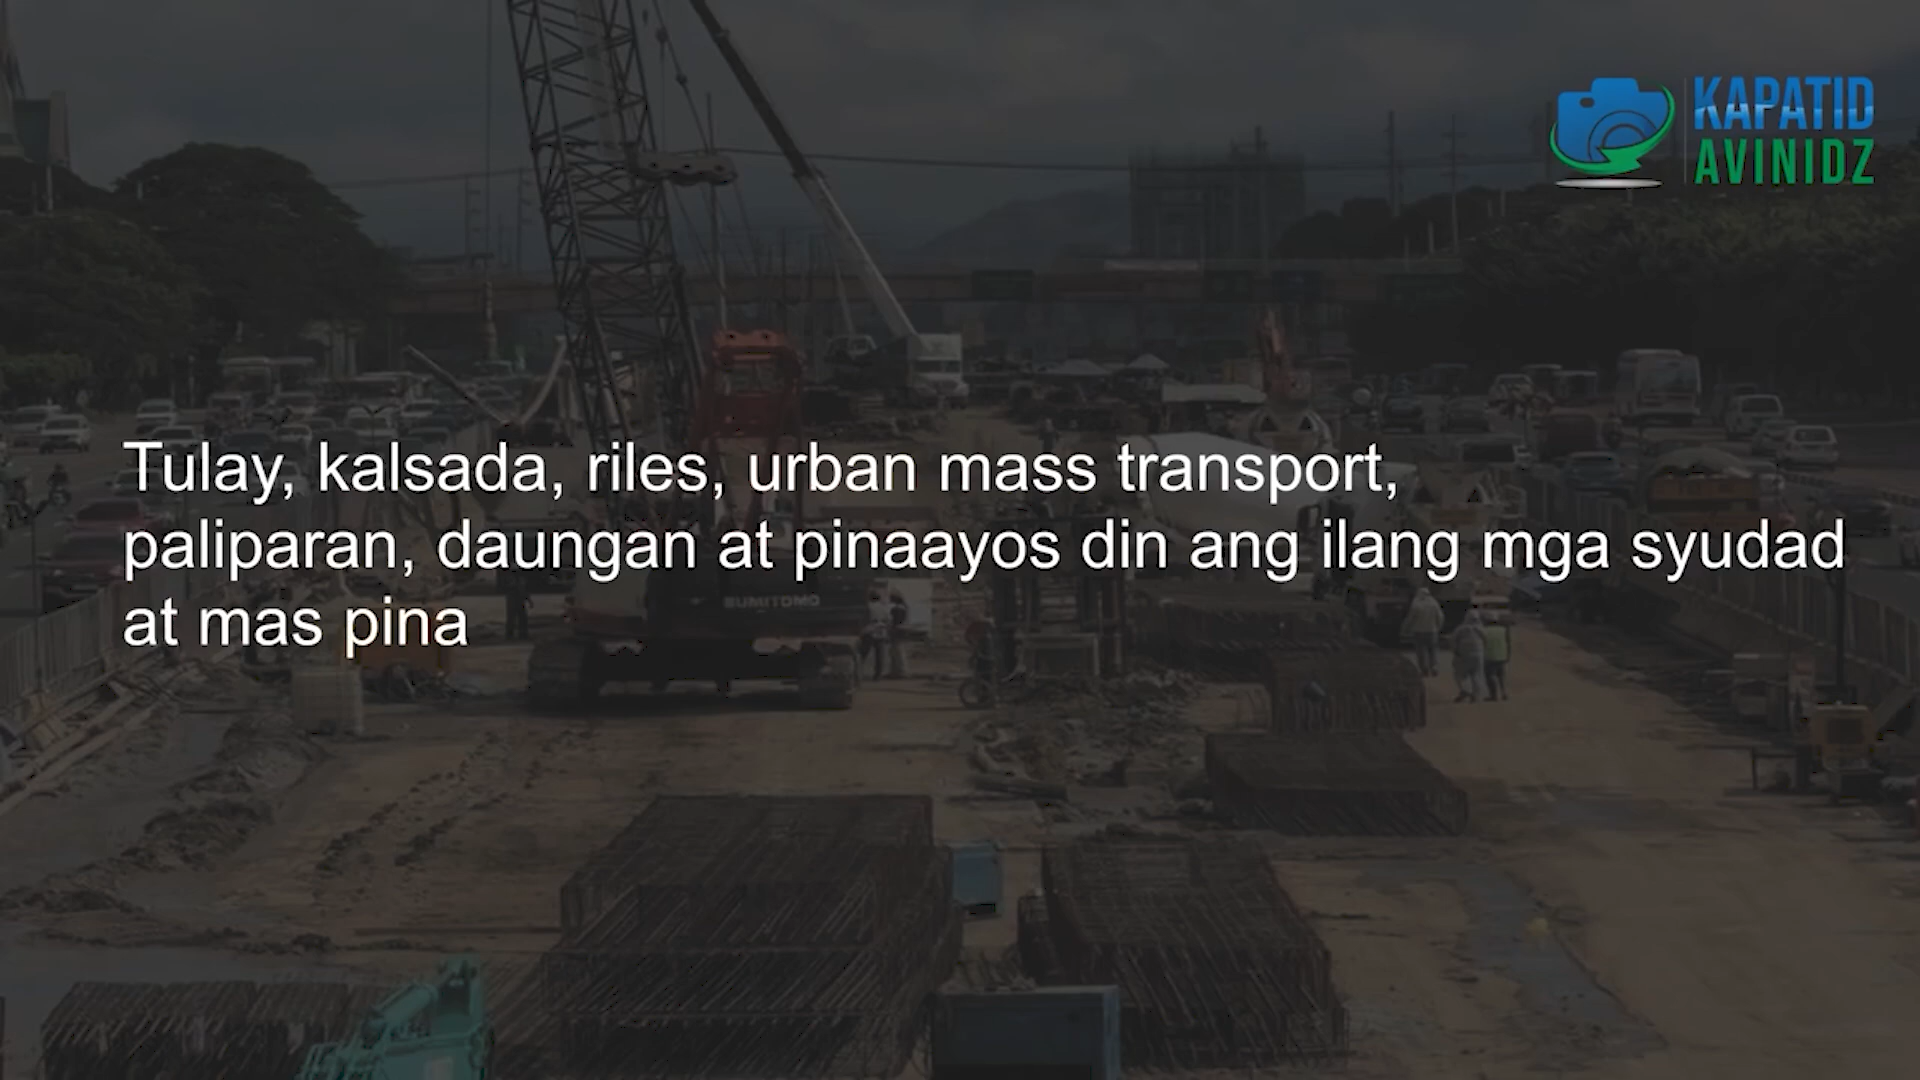 KAPATID
AVINIDZ
Tulay, kalsada, riles, urban mass transport,
paliparan, daungan at pinaayos din ang ilang mga syudad
at mas pina
SUMITOMO